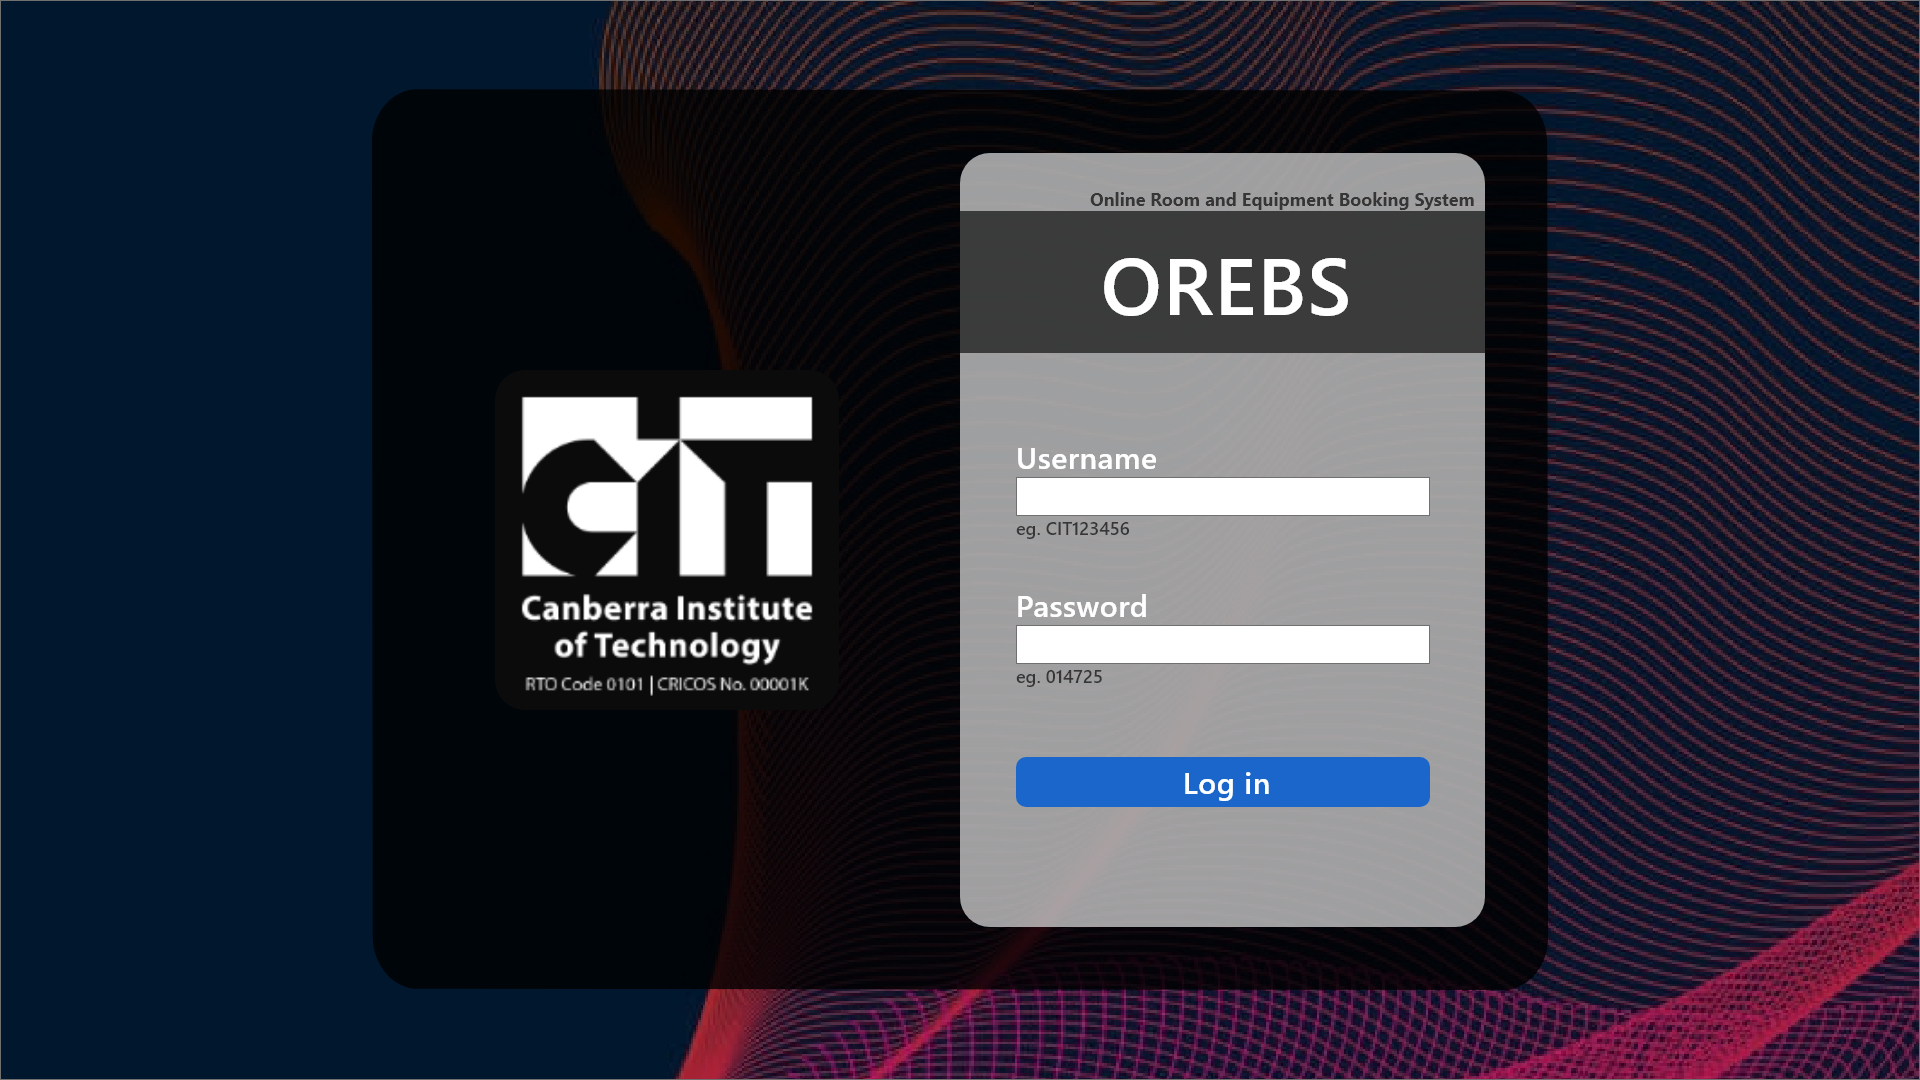 CIT
Canberra Institute
of Technology
RTO Code 0101 | CRICOS No. 00001K
Online Room and Equipment Booking System
OREBS
Username
eg. CIT123456
Password
eg. 014725
Log in